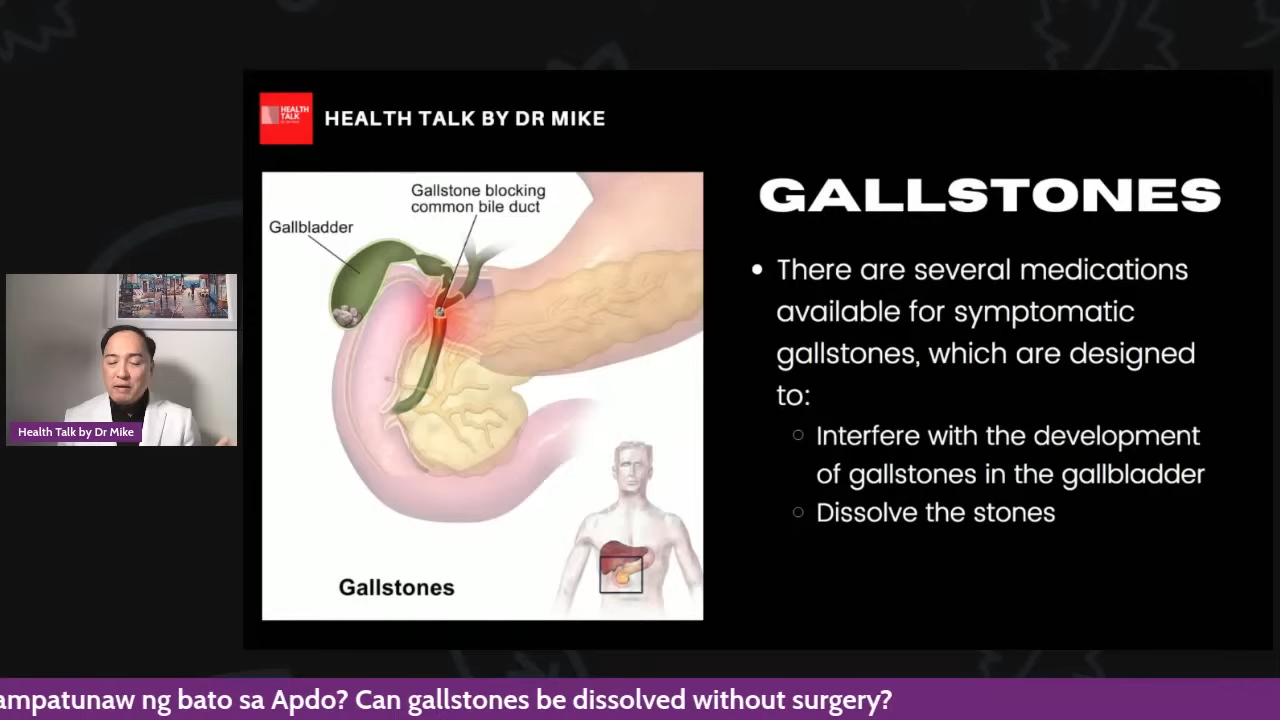 HEALTH
TALK
HEALTH TALK BY DR MIKE
Gallstone blocking
common bile duct
Gallbladder
Gallstones
GALLSTONES
• There are several medications
available for symptomatic
gallstones, which are designed
to:
○ Interfere with the development
of gallstones in the gallbladder
○ Dissolve the stones
Health Talk by Dr Mike
ampatunaw ng bato sa Apdo? Can gallstones be dissolved without surgery?